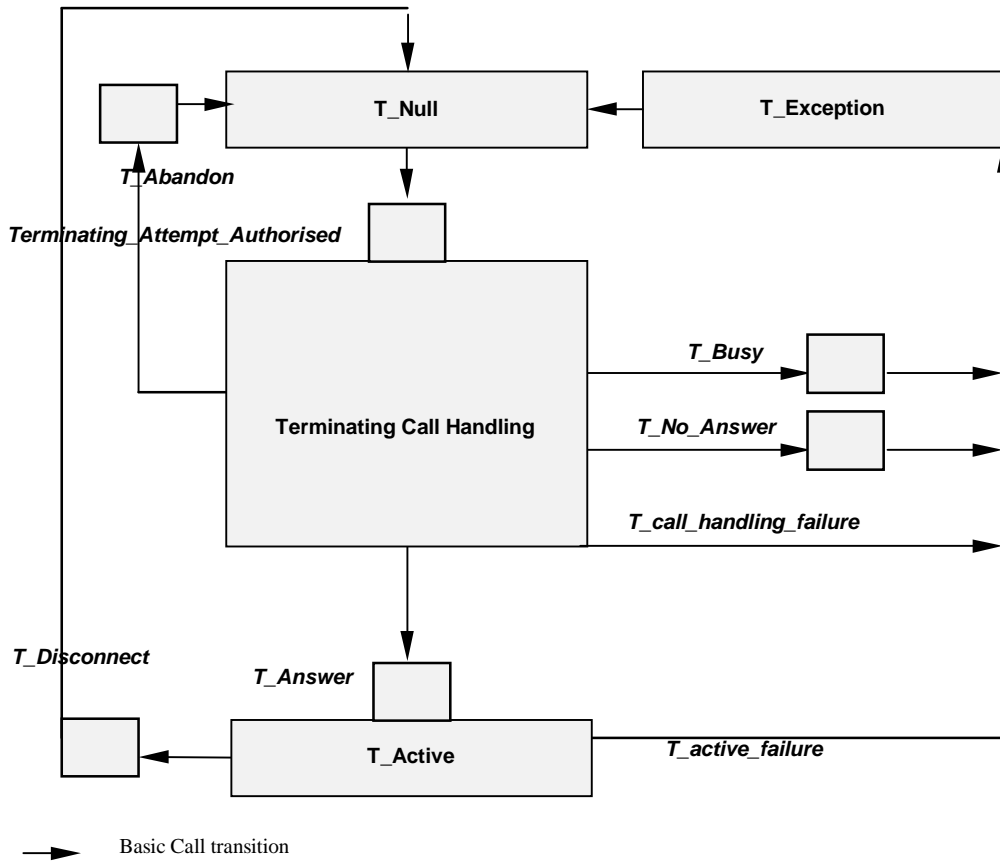 T_Null
T_Exception
T_Abandon
Terminating_Attempt_Authorised
T_Busy
Terminating Call Handling
T_No_Answer
T_call_handling_failure
T_Disconnect
T_Answer
T_Active
T_active_failure
Basic Call transition